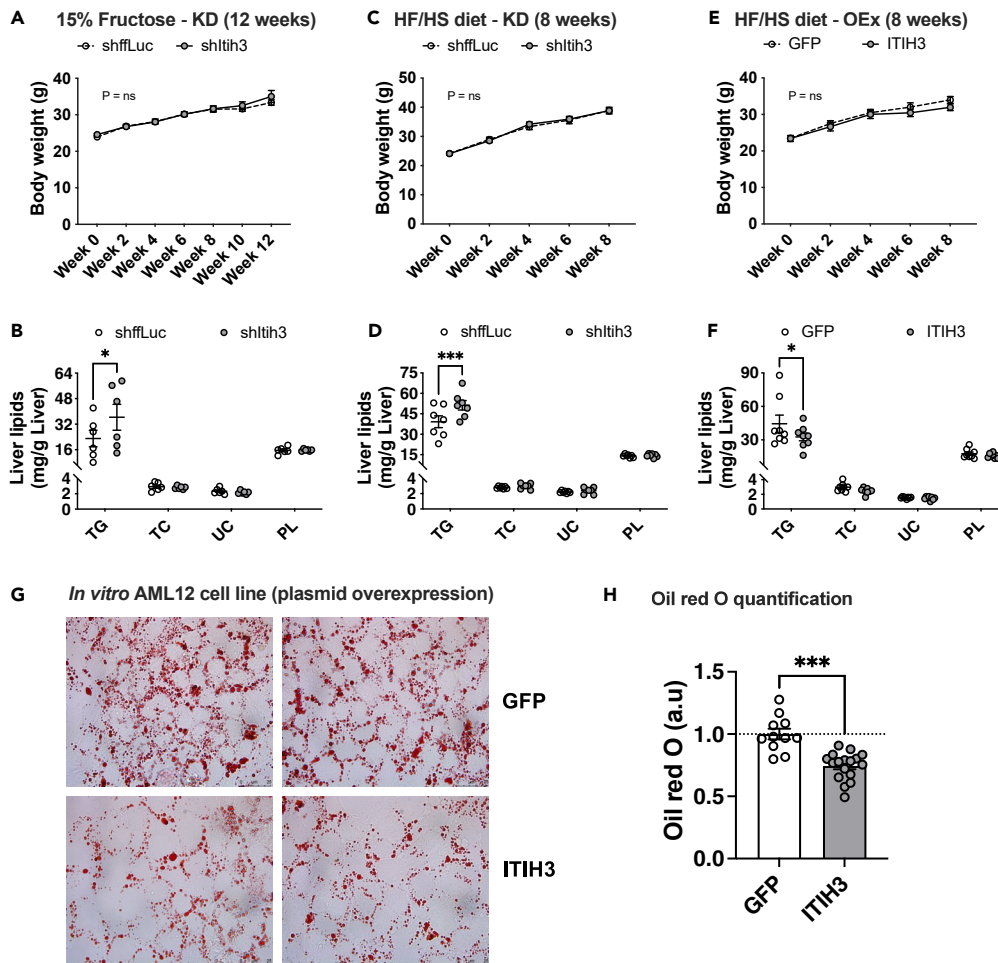 A 15% Fructose - KD (12 weeks)
shffLuc shItih3
Body weight (g)
40
30
20
10
0
P = ns
Week 0 Week 2 Week 4 Week 6 Week 8 Week 10 Week 12
C HF/HS diet - KD (8 weeks)
shffLuc shItih3
Body weight (g)
50
40
30
20
10
0
P = ns
Week 0 Week 2 Week 4 Week 6 Week 8
E HF/HS diet - OEx (8 weeks)
GFP ITIH3
Body weight (g)
40
30
20
10
0
P = ns
Week 0 Week 2 Week 4 Week 6 Week 8
B
shffLuc shItih3
Liver lipids
(mg/g Liver)
64
48
32
16
4
2
0
*
TG TC UC PL
D
shffLuc shItih3
Liver lipids
(mg/g Liver)
75
60
45
30
15
4
2
0
***
TG TC UC PL
F
GFP ITIH3
Liver lipids
(mg/g Liver)
90
60
30
4
2
0
*
TG TC UC PL
G In vitro AML12 cell line (plasmid overexpression)
GFP
ITIH3
H Oil red O quantification
Oil red O (a.u)
1.5
1.0
0.5
0.0
***
GFP ITIH3